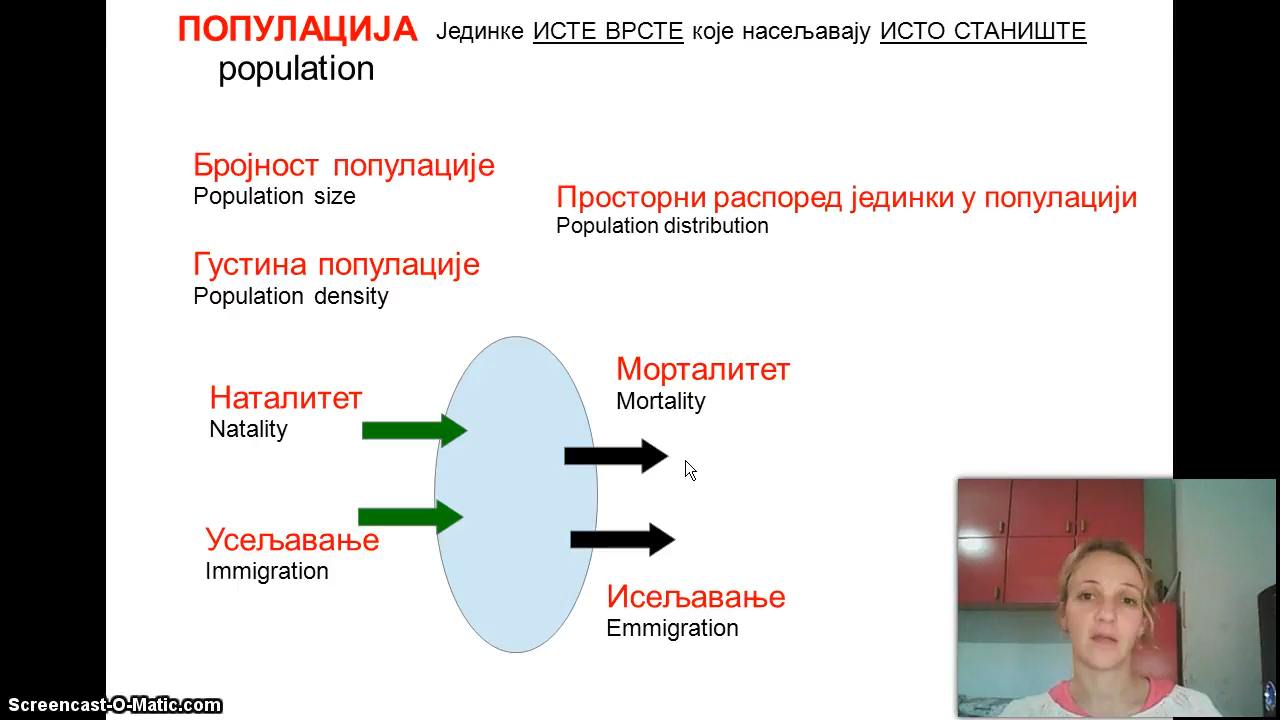 ПОПУЛАЦИЈА Јединке ИСТЕ ВРСТЕ које насељавају ИСТО СТАНИШТЕ
population
Бројност популације
Population size
Просторни распоред јединки у популацији
Population distribution
Густина популације
Population density
Морталитет
Mortality
Наталитет
Natality
Усељавање
Immigration
Исељавање
Emmigration
Screencast-O-Matic.com